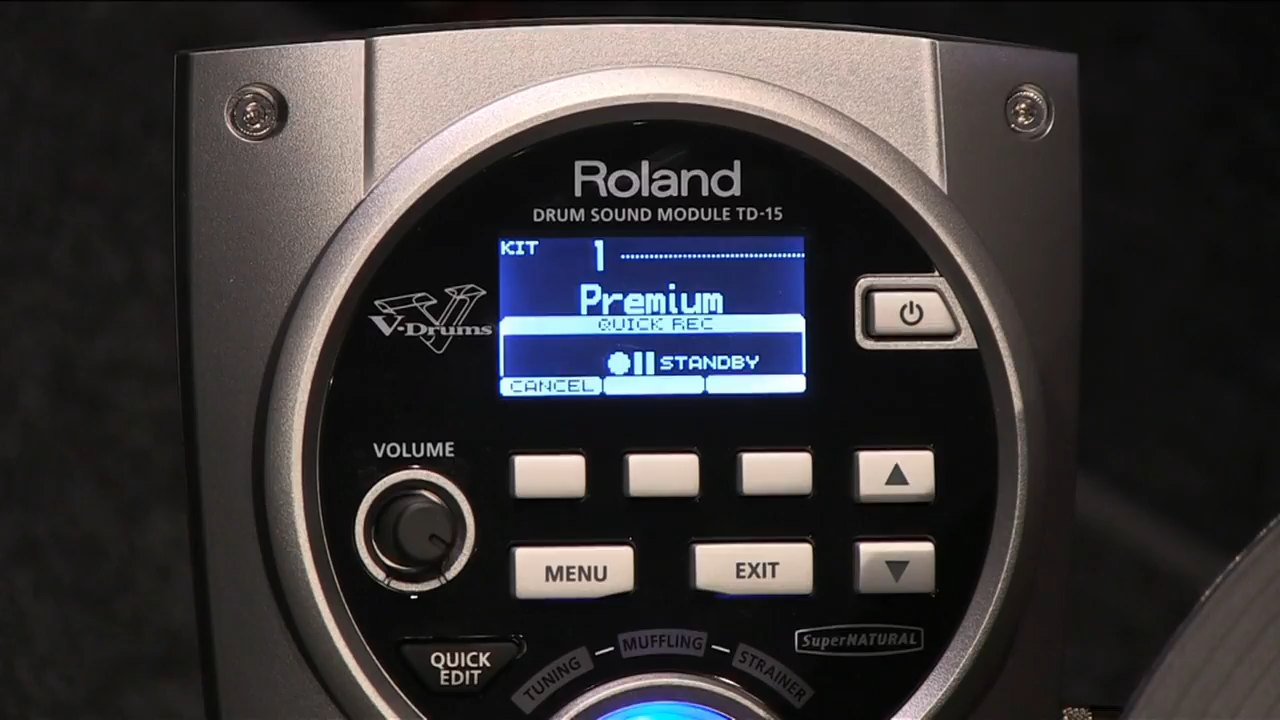 Roland
DRUM SOUND MODULE TD-15
KIT 1
Premium
QUICK REC
STANDBY
CANCEL
V-Drums
VOLUME
MENU
EXIT
SuperNATURAL
QUICK
EDIT
TUNING
MUFFLING
STRAINER